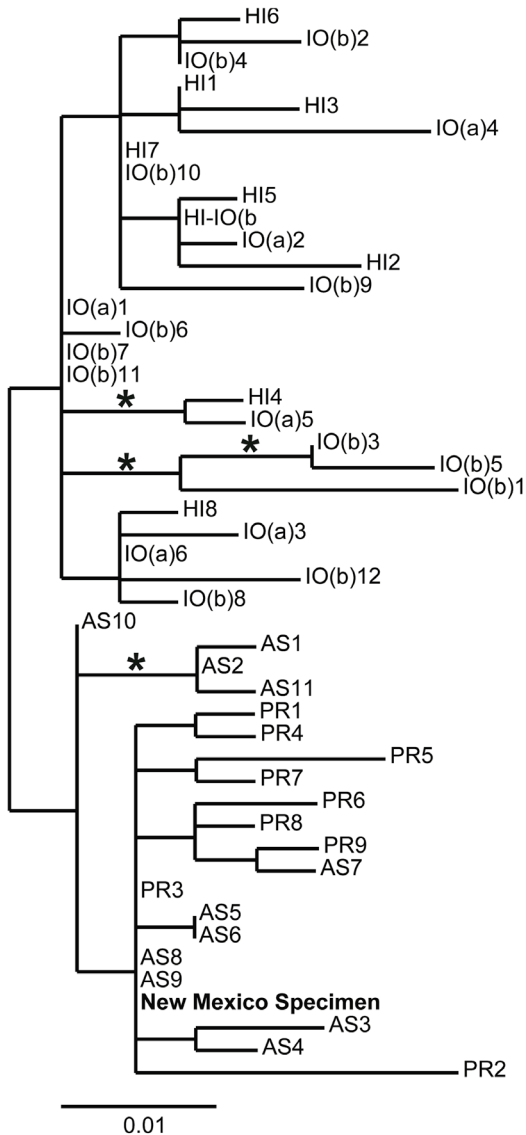 HI6
IO(b)2
IO(b)4
HI1
HI3
IO(a)4
HI7
IO(b)10
HI5
HI-IO(b
IO(a)2
HI2
IO(b)9
IO(a)1
IO(b)6
IO(b)7
IO(b)11
*
HI4
IO(a)5
*
*
IO(b)3
IO(b)5
IO(b)1
HI8
IO(a)3
IO(a)6
IO(b)12
IO(b)8
AS10
*
AS1
AS2
AS11
PR1
PR4
PR5
PR7
PR6
PR8
PR9
AS7
PR3
AS5
AS6
AS8
AS9
New Mexico Specimen
AS3
AS4
PR2
0.01